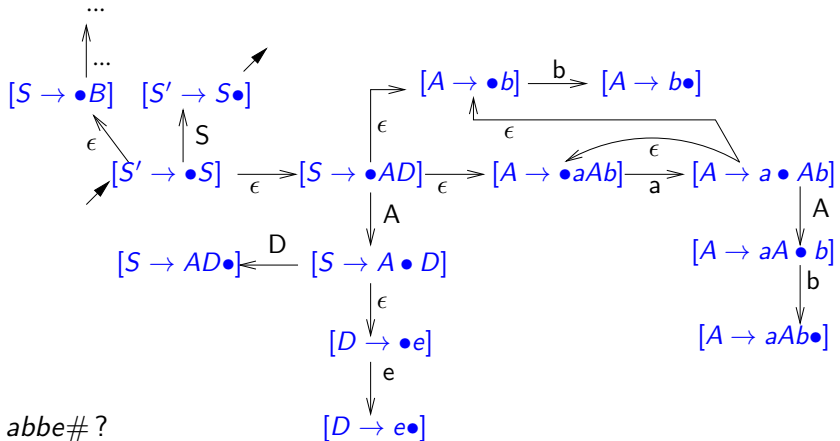 ...
...
[S → •B] [S′ → S•] [A → •b] b [A → b•]
ϵ S ϵ ϵ ϵ
[S′ → •S] ϵ [S → •AD] ϵ [A → •aAb] a [A → a • Ab]
A A
[S → AD•] D [S → A • D] [A → aA • b]
ϵ b
[D → •e] [A → aAb•]
e
abbe# ? [D → e•]